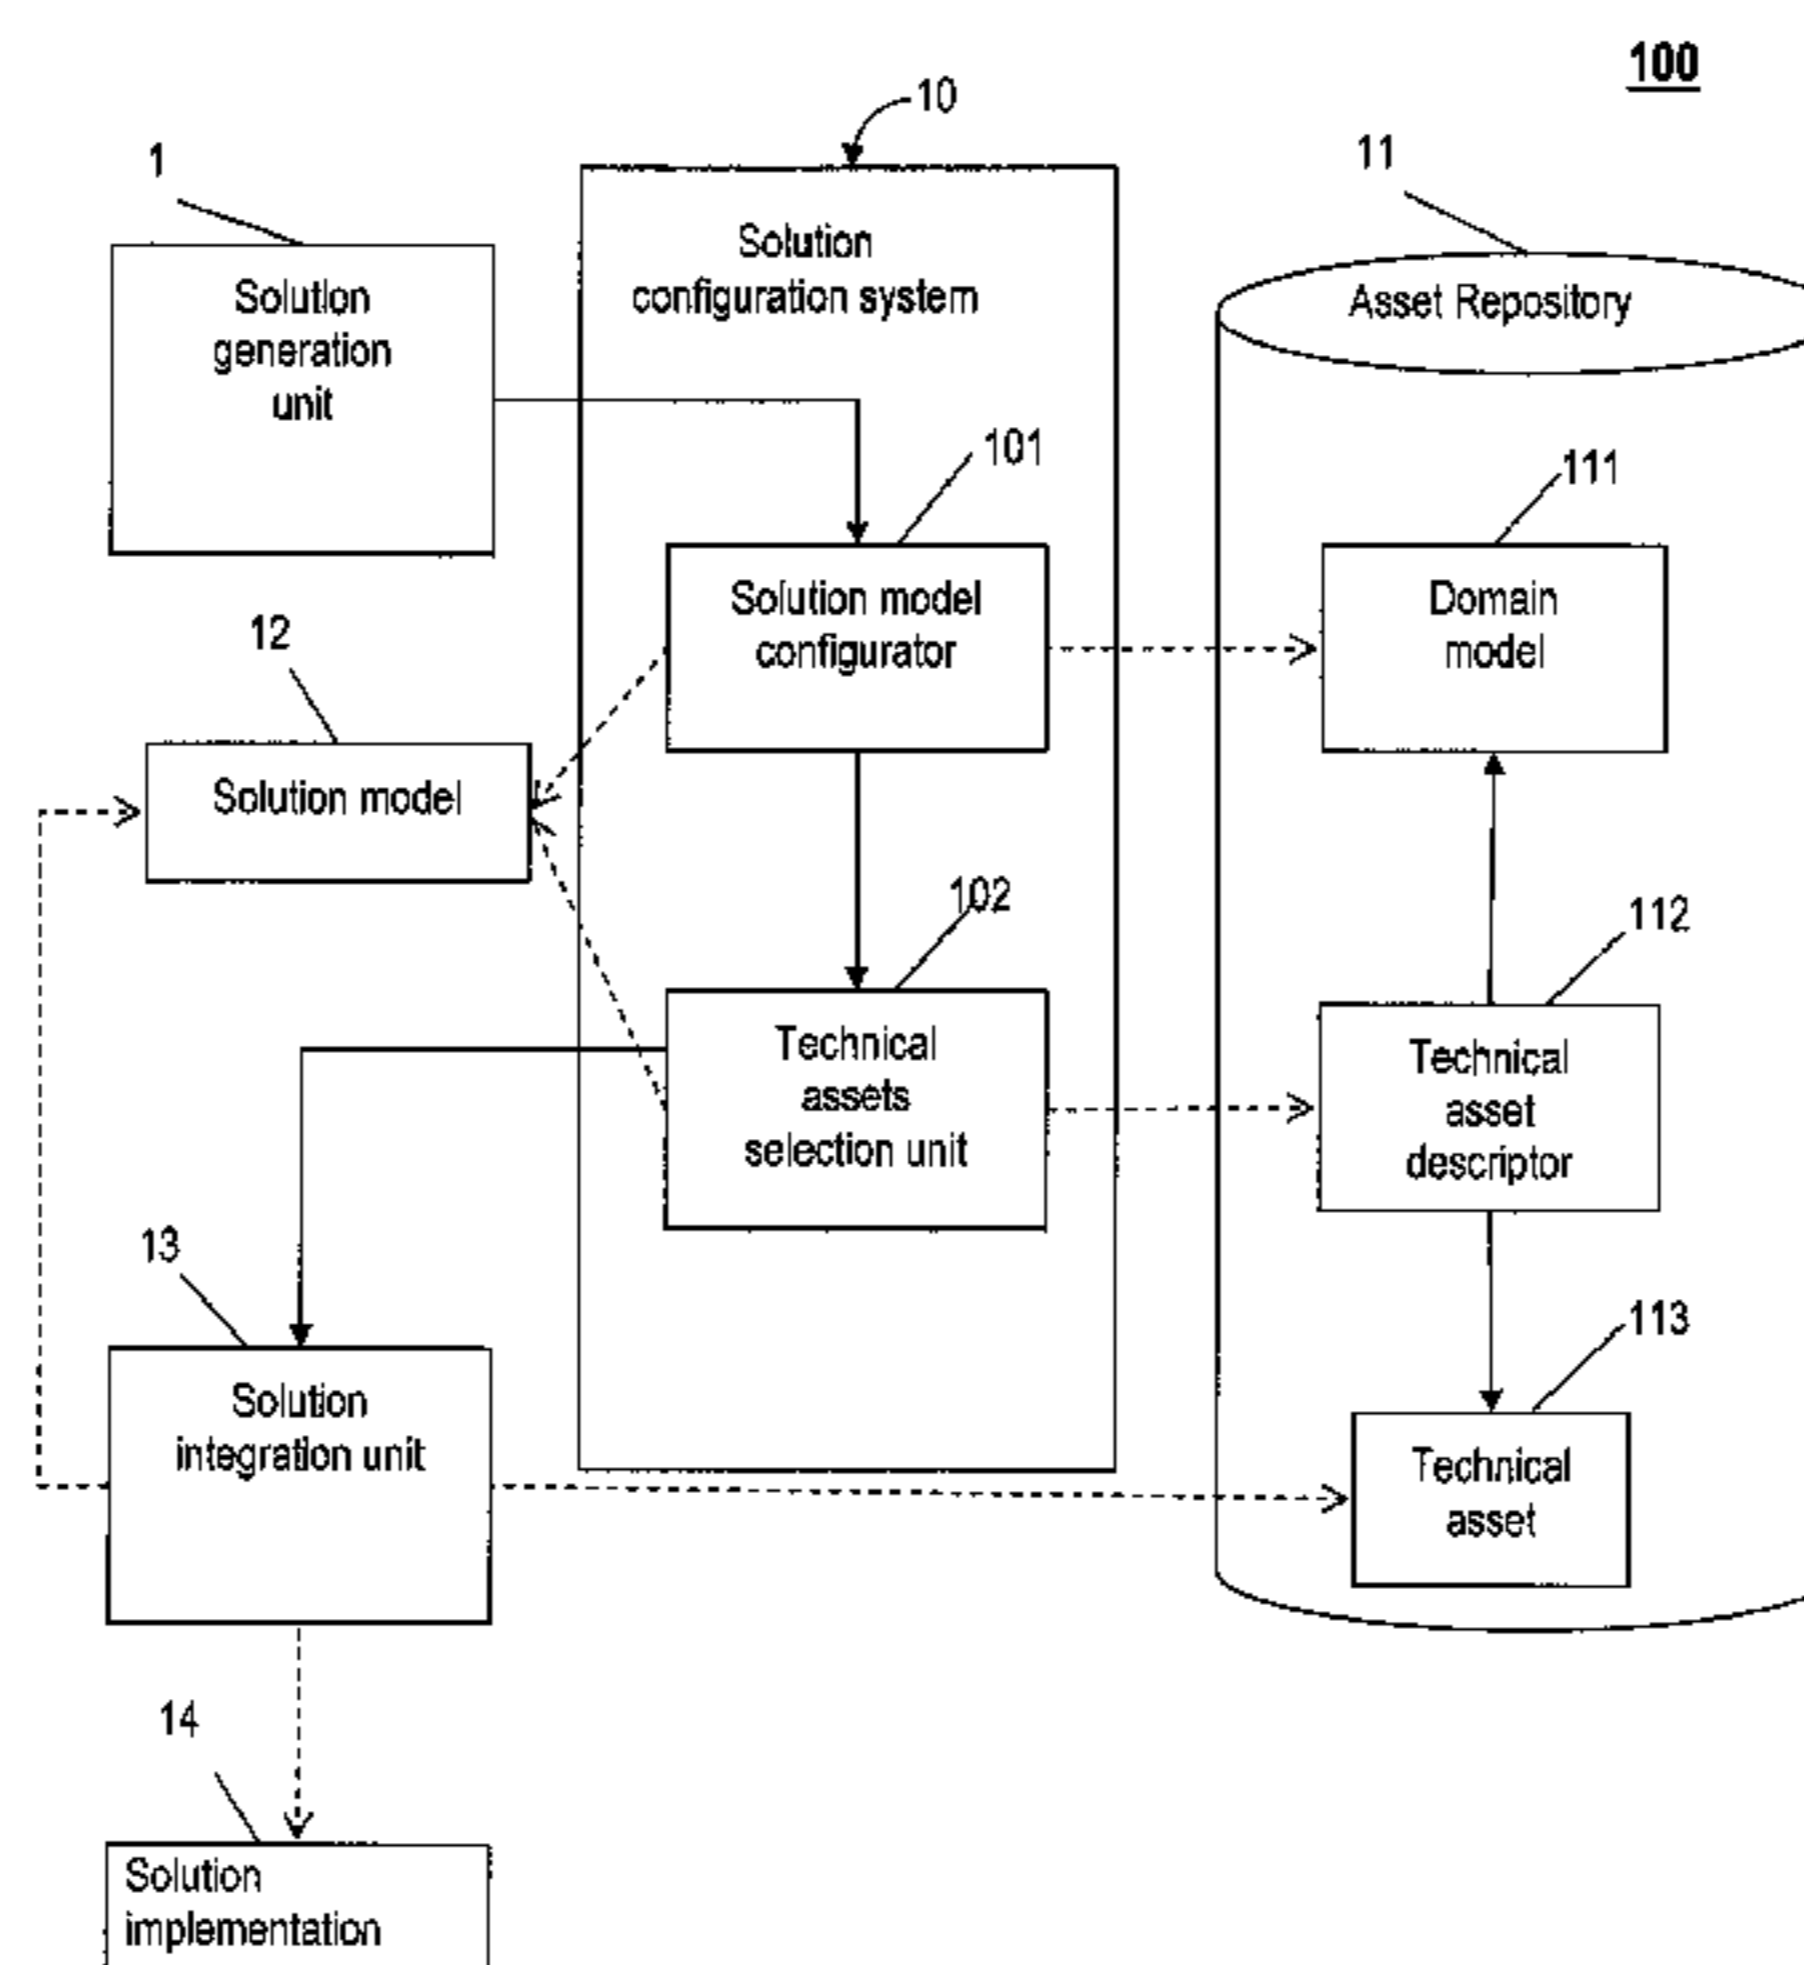 100
10
1
11
Solution
configuration system
Solution
generation
unit
Asset Repository
101
111
Solution model
configurator
Domain
model
12
Solution model
102
112
Technical
assets
selection unit
Technical
asset
descriptor
13
113
Solution
integration unit
Technical
asset
14
Solution
implementation